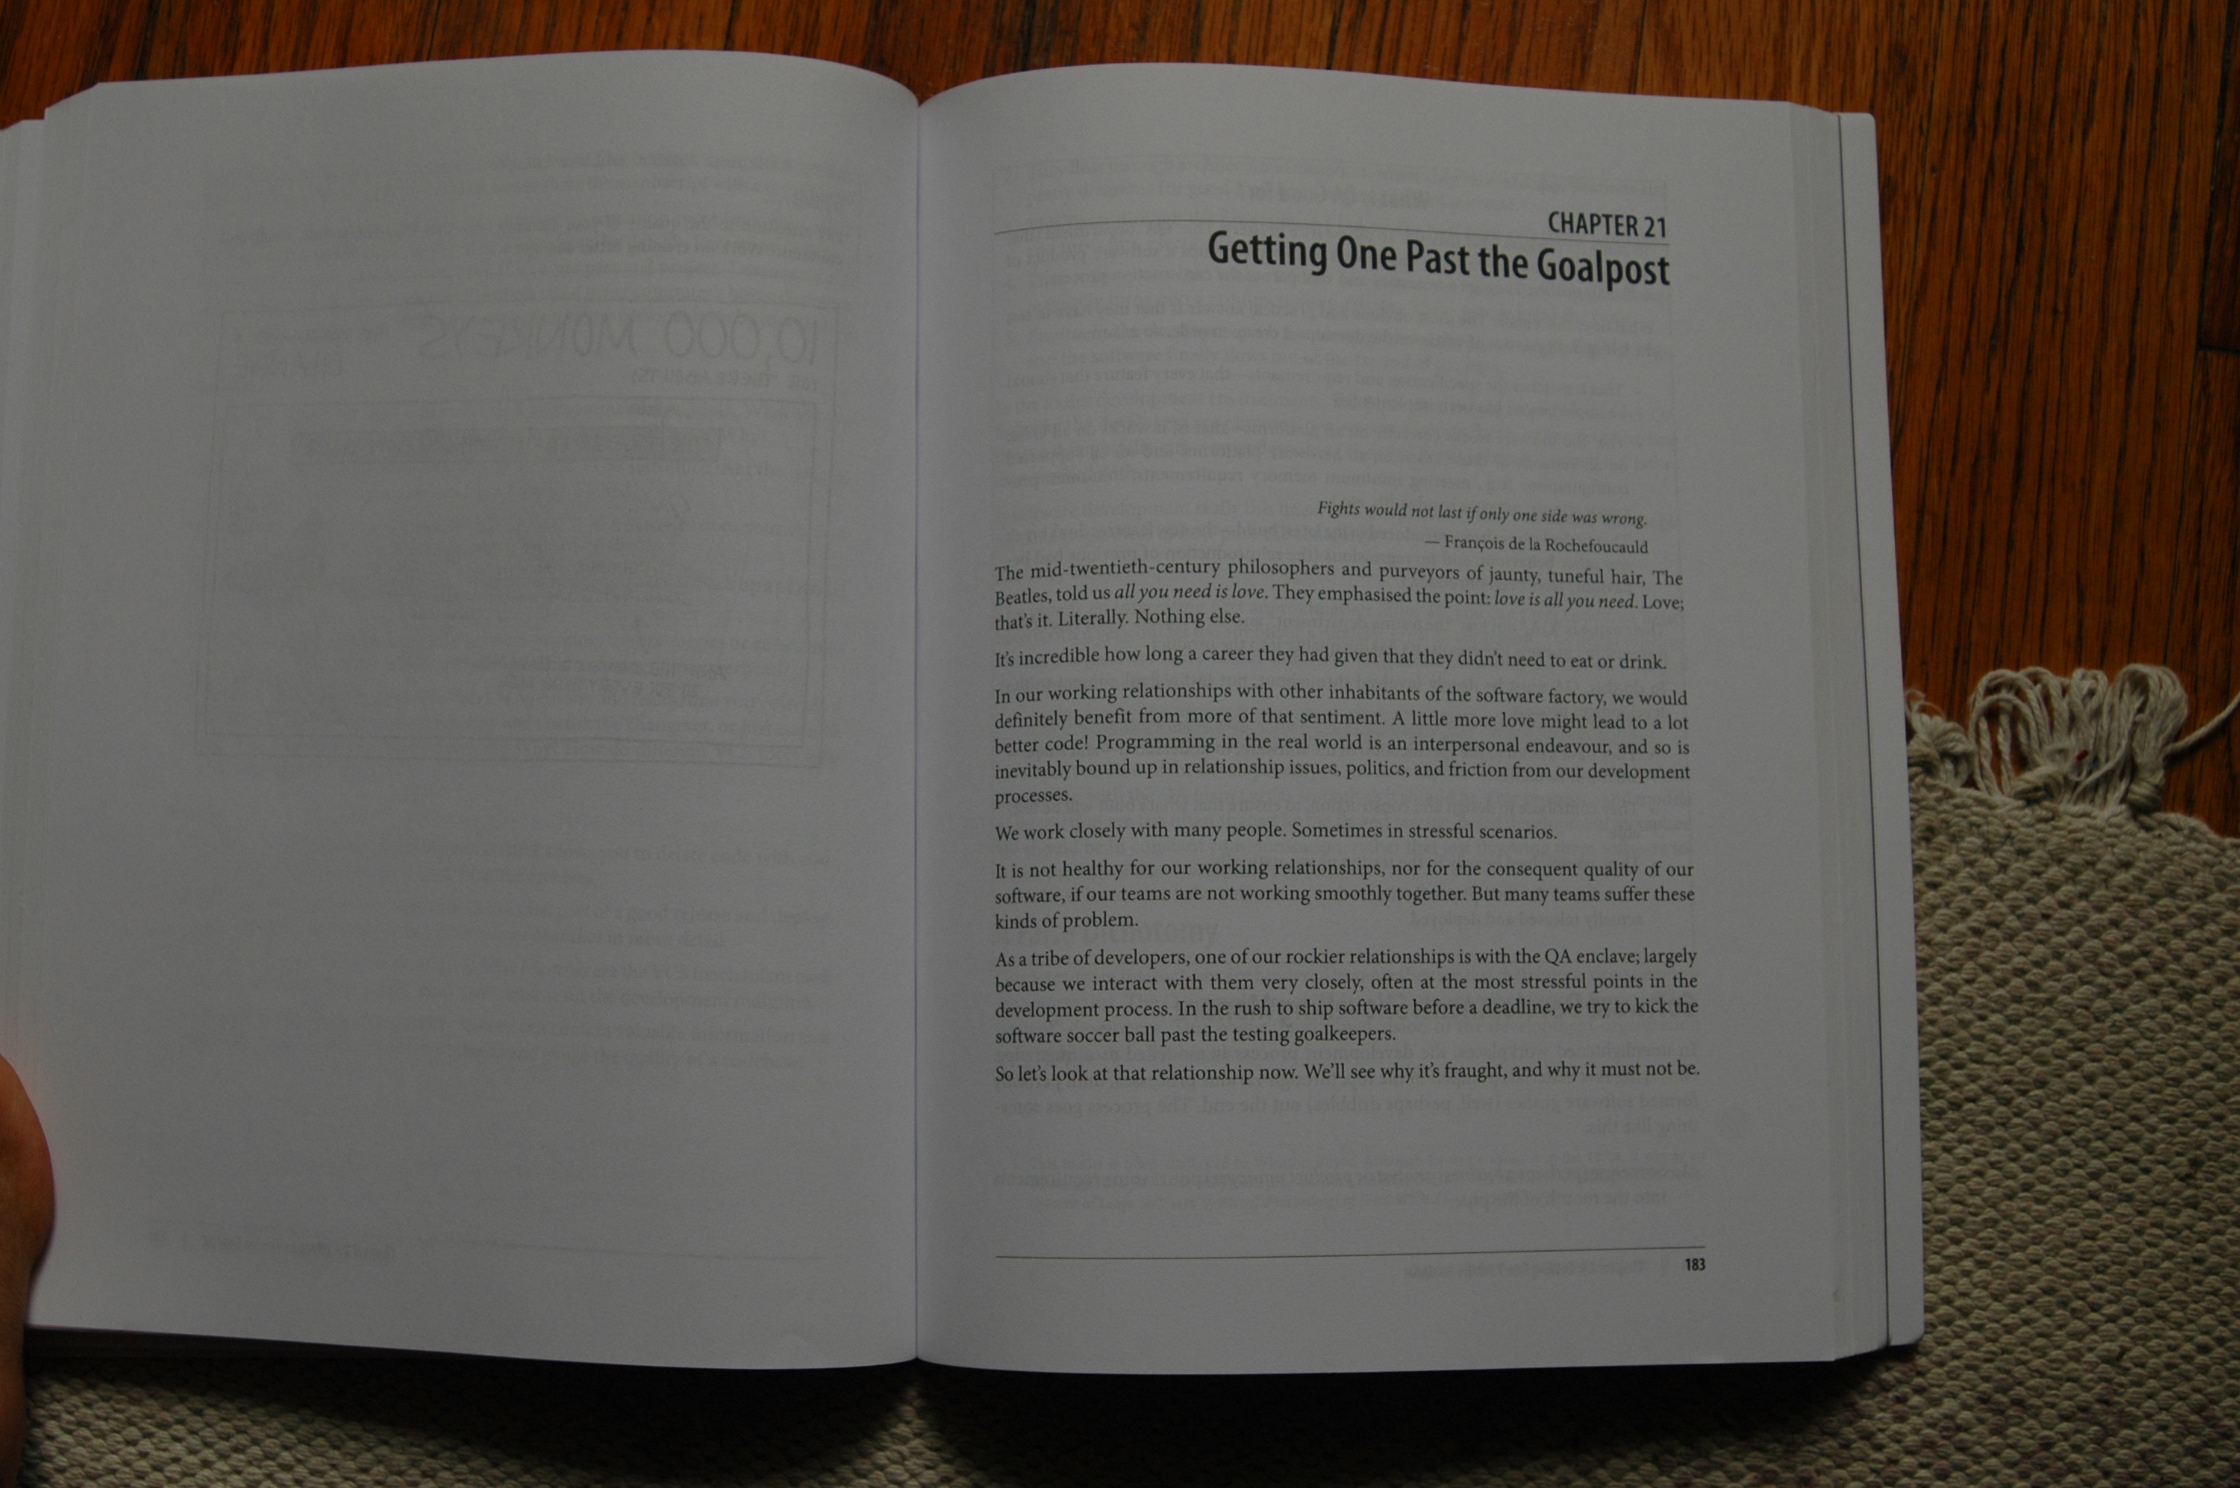 CHAPTER 21
Getting One Past the Goalpost
Fights would not last if only one side was wrong.
— François de la Rochefoucauld
The mid-twentieth-century philosophers and purveyors of jaunty, tuneful hair, The
Beatles, told us all you need is love. They emphasised the point: love is all you need. Love;
that's it. Literally. Nothing else.
It's incredible how long a career they had given that they didn't need to eat or drink.
In our working relationships with other inhabitants of the software factory, we would
definitely benefit from more of that sentiment. A little more love might lead to a lot
better code! Programming in the real world is an interpersonal endeavour, and so is
inevitably bound up in relationship issues, politics, and friction from our development
processes.
We work closely with many people. Sometimes in stressful scenarios.
It is not healthy for our working relationships, nor for the consequent quality of our
software, if our teams are not working smoothly together. But many teams suffer these
kinds of problem.
As a tribe of developers, one of our rockier relationships is with the QA enclave; largely
because we interact with them very closely, often at the most stressful points in the
development process. In the rush to ship software before a deadline, we try to kick the
software soccer ball past the testing goalkeepers.
So let's look at that relationship now. We'll see why it's fraught, and why it must not be.
183
10,000 MONKEYS